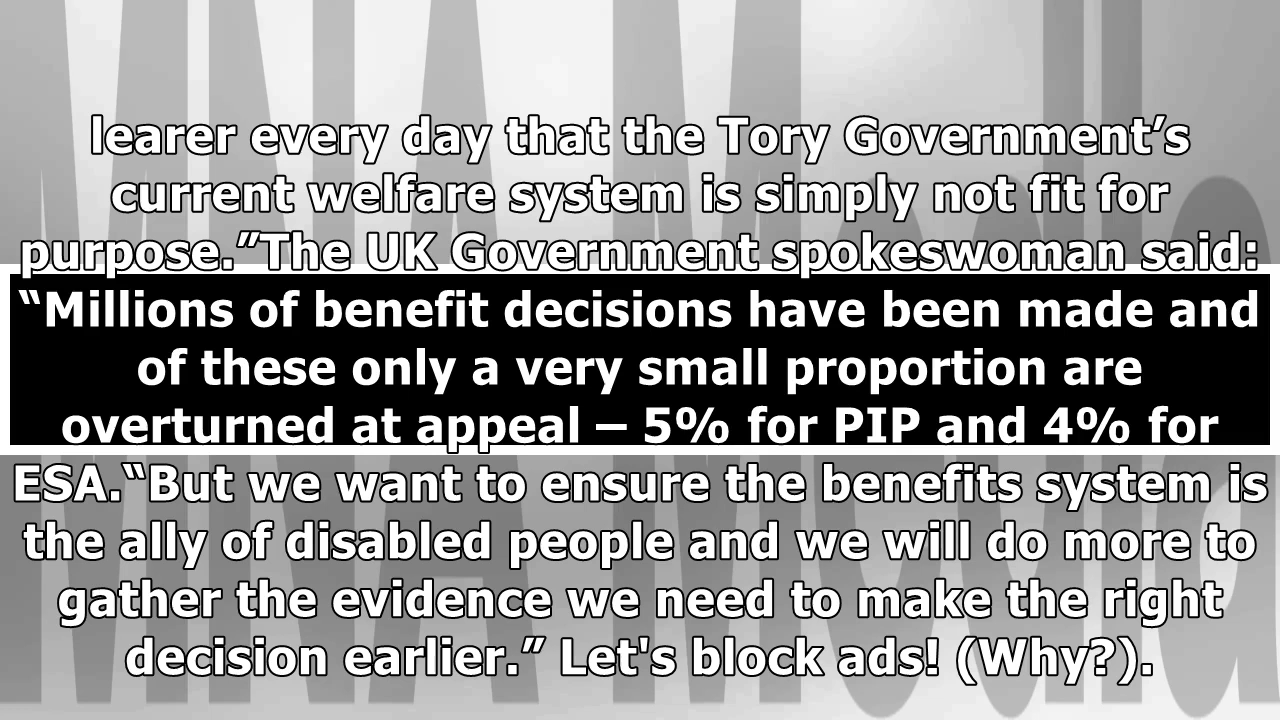 learer every day that the Tory Government’s
current welfare system is simply not fit for
purpose.”The UK Government spokeswoman said:
“Millions of benefit decisions have been made and
of these only a very small proportion are
overturned at appeal – 5% for PIP and 4% for
ESA.“But we want to ensure the benefits system is
the ally of disabled people and we will do more to
gather the evidence we need to make the right
decision earlier.” Let's block ads! (Why?).